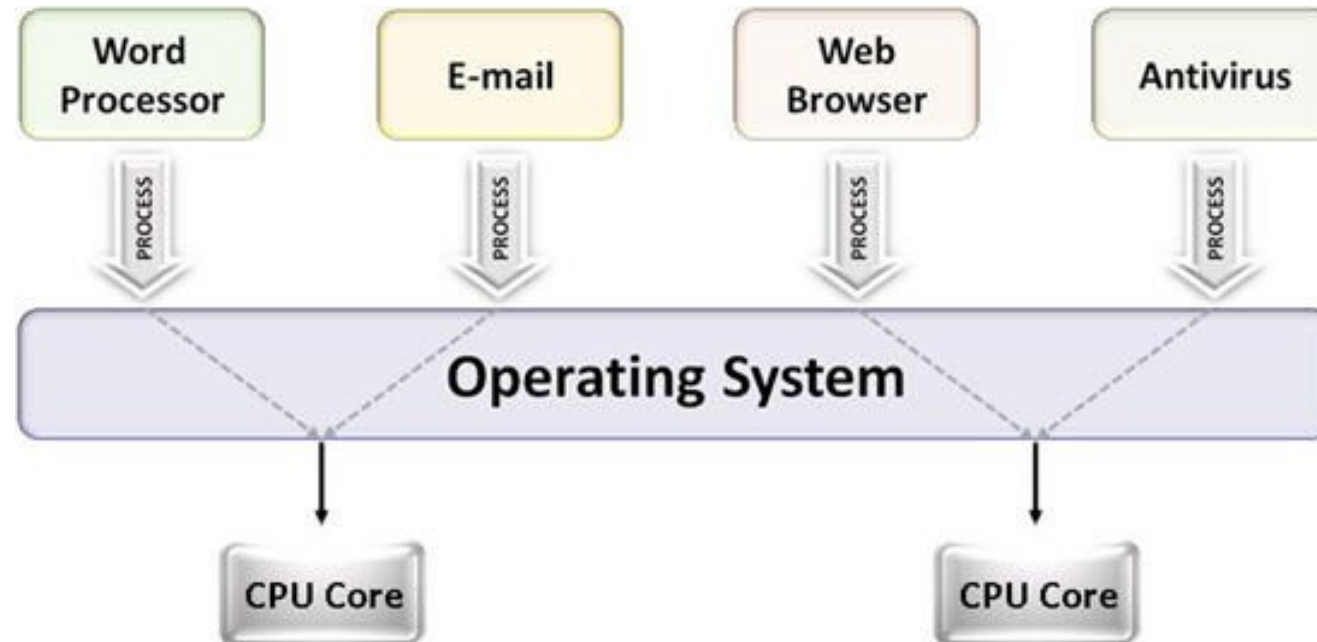 Word
Processor
E-mail
Web
Browser
Antivirus
PROCESS
PROCESS
PROCESS
PROCESS
Operating System
CPU Core
CPU Core